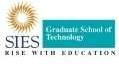 Graduate School of
Technology
SIES
RISE WITH EDUCATION